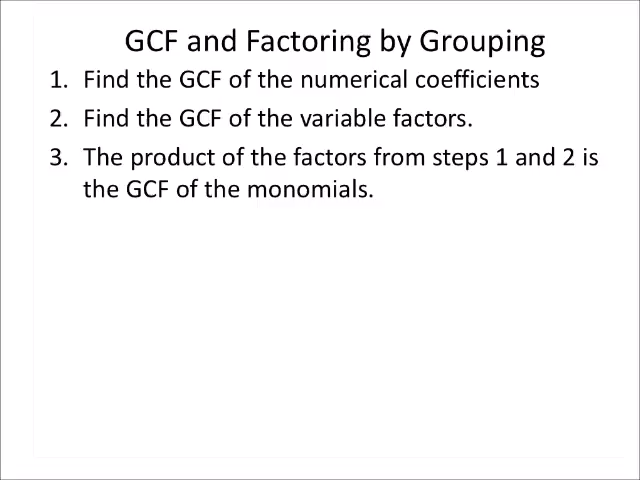 GCF and Factoring by Grouping
1. Find the GCF of the numerical coefficients
2. Find the GCF of the variable factors.
3. The product of the factors from steps 1 and 2 is
the GCF of the monomials.